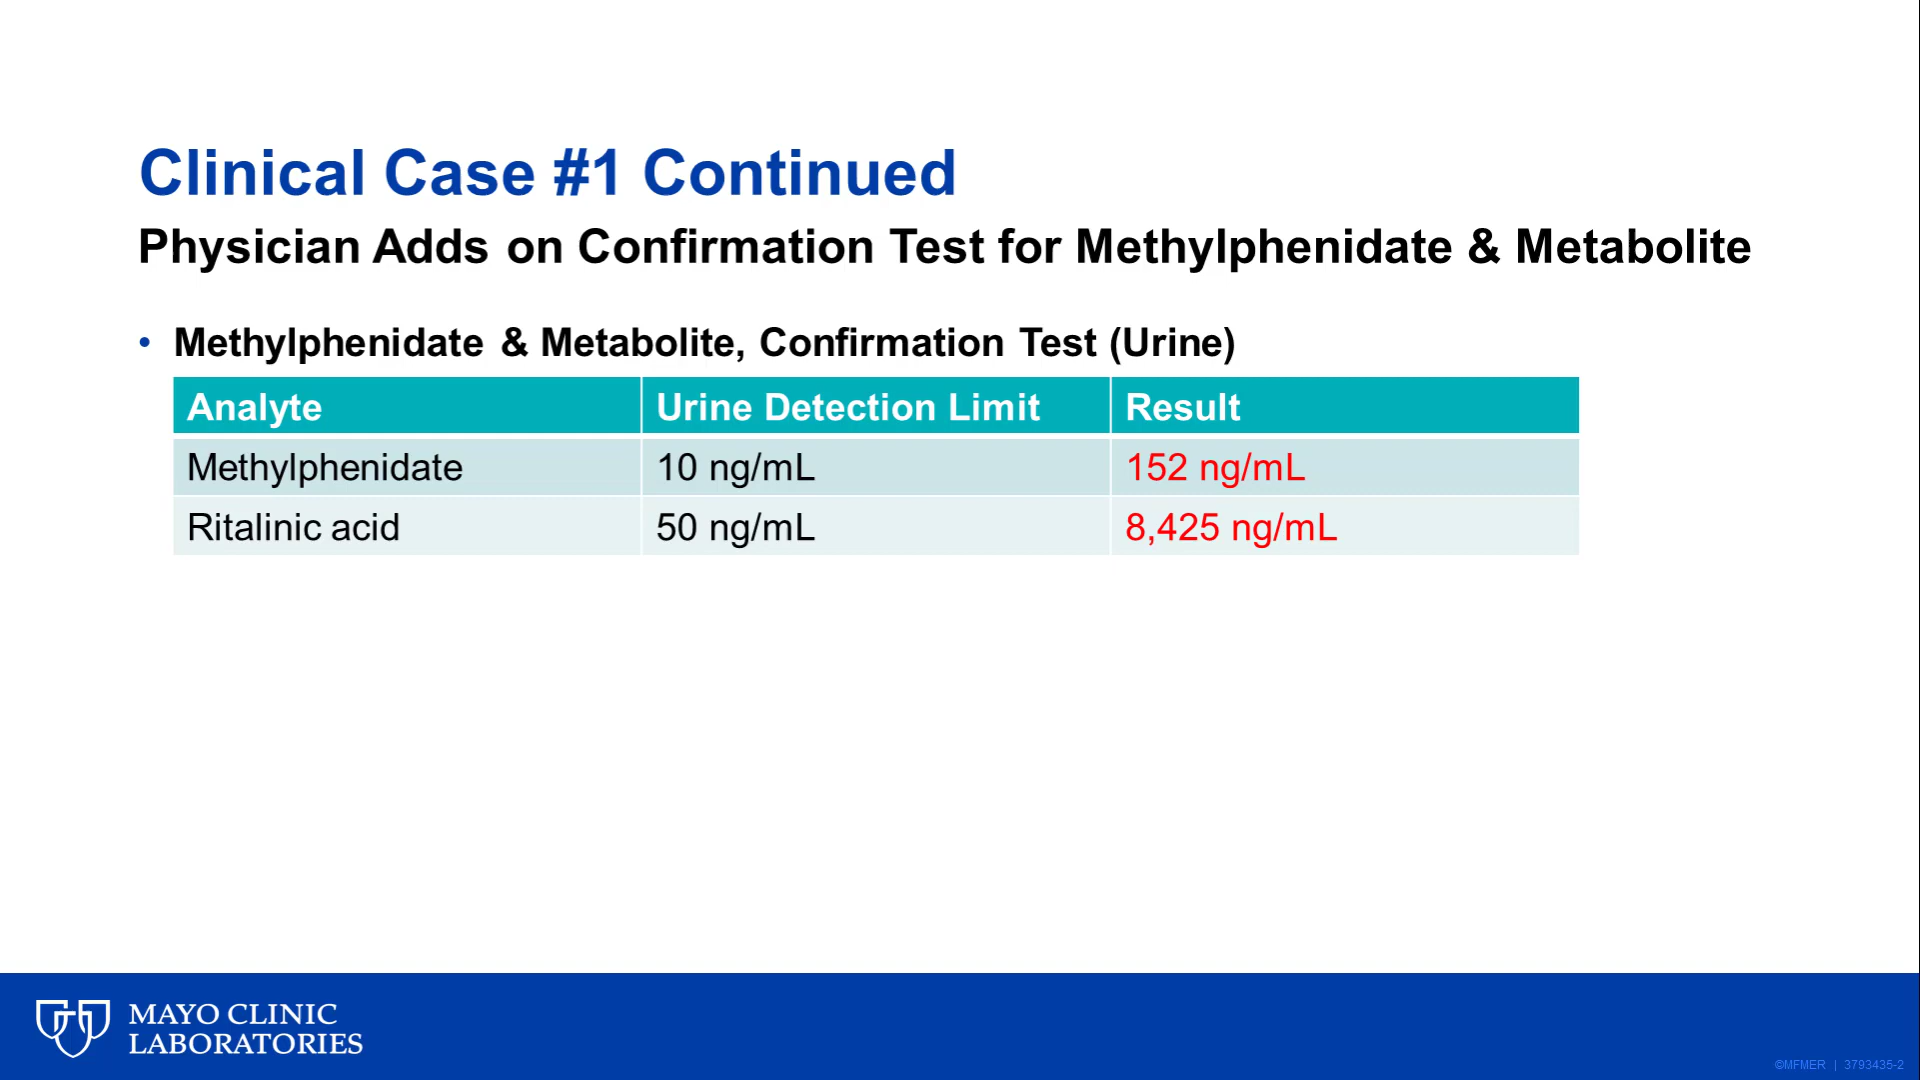 Clinical Case #1 Continued
Physician Adds on Confirmation Test for Methylphenidate & Metabolite
• Methylphenidate & Metabolite, Confirmation Test (Urine)
Analyte Urine Detection Limit Result
Methylphenidate 10 ng/mL 152 ng/mL
Ritalinic acid 50 ng/mL 8,425 ng/mL
MAYO CLINIC
LABORATORIES
©MFMER | 3793435-2